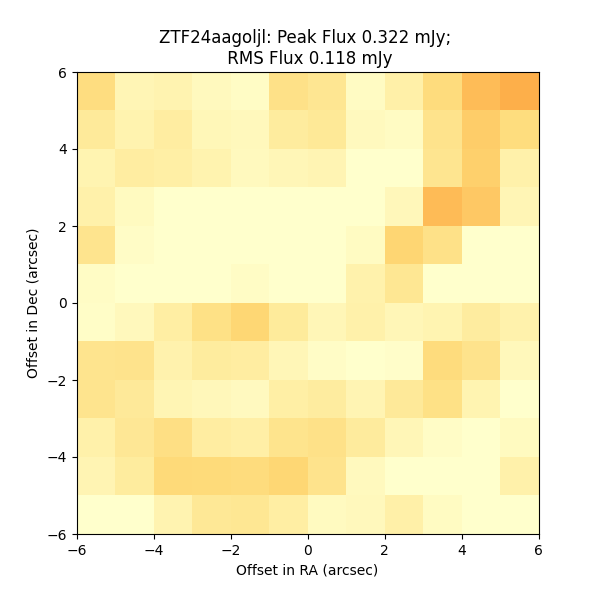 ZTF24aagoljl: Peak Flux 0.322 mJy;
RMS Flux 0.118 mJy
6
4
2
0
−2
−4
−6
Offset in Dec (arcsec)
−6 −4 −2 0 2 4 6
Offset in RA (arcsec)